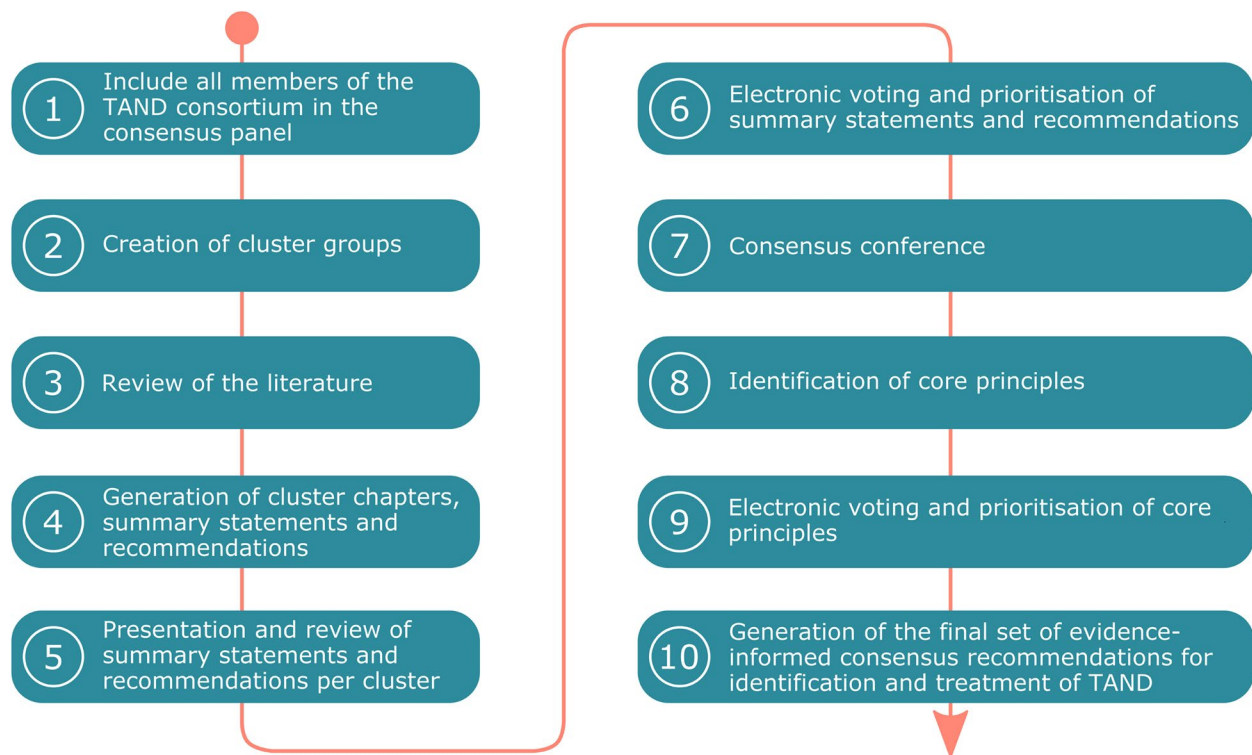 1
Include all members of the
TAND consortium in the
consensus panel
2
Creation of cluster groups
3
Review of the literature
4
Generation of cluster chapters,
summary statements and
recommendations
5
Presentation and review of
summary statements and
recommendations per cluster
6
Electronic voting and prioritisation of
summary statements and recommendations
7
Consensus conference
8
Identification of core principles
9
Electronic voting and prioritisation of core
principles
10
Generation of the final set of evidence-
informed consensus recommendations for
identification and treatment of TAND